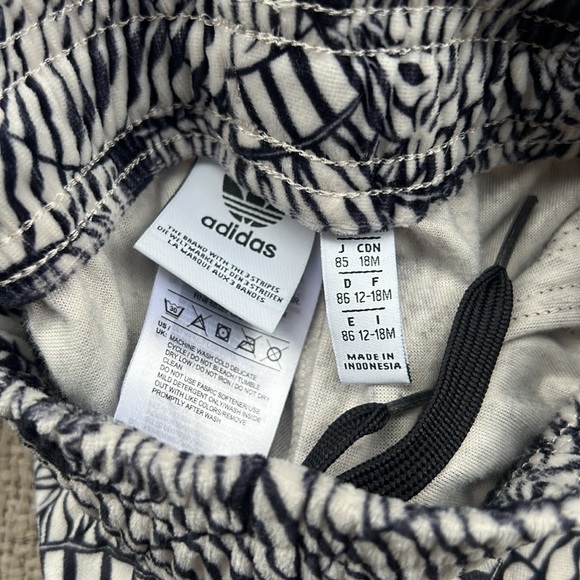 adidas
THE BRAND WITH THE 3 STRIPES
DIE WELTMARKE MIT DEN 3 STREIFEN
LA MARQUE AUX 3 BANDES
J CDN
85 18M
D F
86 12-18M
E I
86 12-18M
MADE IN
INDONESIA
30
US /
UK:
MACHINE WASH COLD DELICATE
CYCLE/ DO NOT BLEACH/ TUMBLE
DRY LOW/ DO NOT IRON/ DO NOT DRY
CLEAN
DO NOT USE FABRIC SOFTENER/USE
MILD DETERGENT ONLY/WASH INSIDE
OUT WITH LIKE COLORS/REMOVE
PROMPTLY AFTER WASH